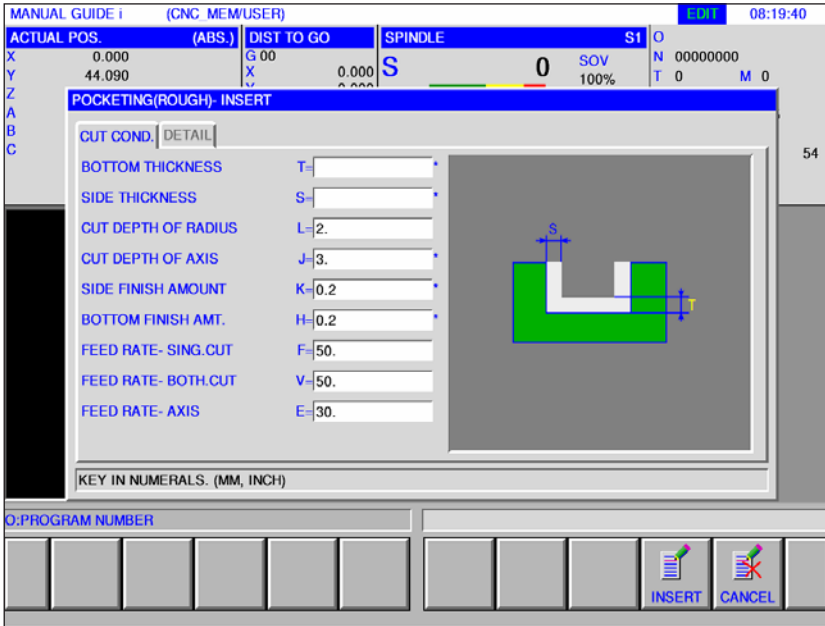 MANUAL GUIDE i (CNC_MEM/USER) EDIT 08:19:40
ACTUAL POS. (ABS.) DIST TO GO SPINDLE S1 O
X 0.000 G 00 S 0 SOV N 00000000
Y 44.090 X 0.000 100% T 0 M 0
Z
A
B
C 54
POCKETING(ROUGH)- INSERT
CUT COND. DETAIL
BOTTOM THICKNESS T= *
SIDE THICKNESS S= *
CUT DEPTH OF RADIUS L=2.
CUT DEPTH OF AXIS J=3. *
SIDE FINISH AMOUNT K=0.2 *
BOTTOM FINISH AMT. H=0.2 *
FEED RATE- SING.CUT F=50.
FEED RATE- BOTH.CUT V=50.
FEED RATE- AXIS E=30.
S
T
KEY IN NUMERALS. (MM, INCH)
O:PROGRAM NUMBER
INSERT CANCEL